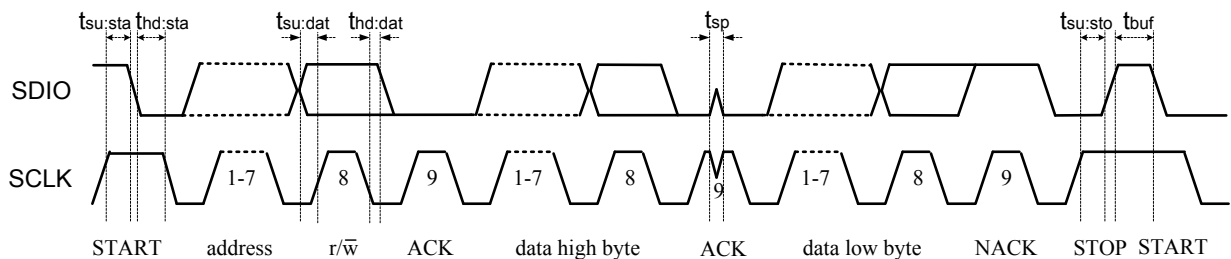 tsu:sta thd:sta tsu:dat thd:dat tsp tsu:sto tbuf
SDIO
SCLK 1-7 8 9 1-7 8 9 1-7 8 9
START address r/w̅ ACK data high byte ACK data low byte NACK STOP START